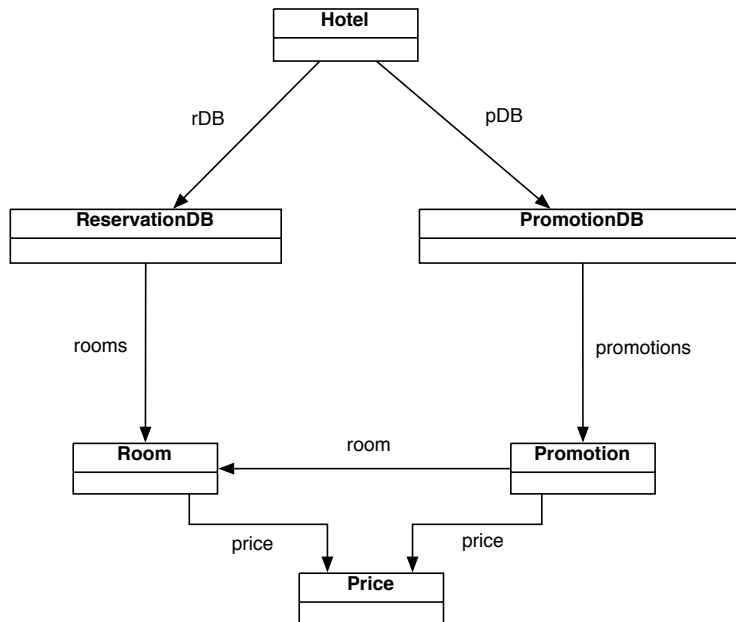 Hotel
rDB
pDB
ReservationDB
PromotionDB
rooms
promotions
Room
room
Promotion
price
price
Price